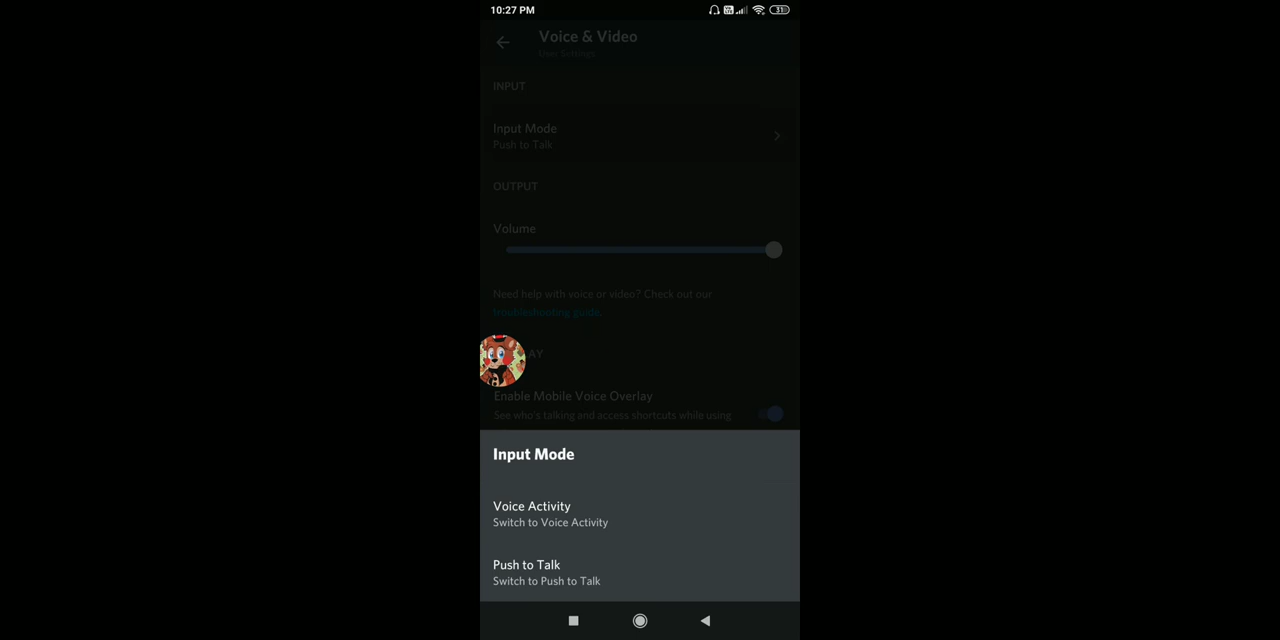 10:27 PM
31
Voice & Video
User Settings
INPUT
Input Mode
Push to Talk
OUTPUT
Volume
Need help with voice or video? Check out our
troubleshooting guide.
AY
Enable Mobile Voice Overlay
See who's talking and access shortcuts while using
Input Mode
Voice Activity
Switch to Voice Activity
Push to Talk
Switch to Push to Talk